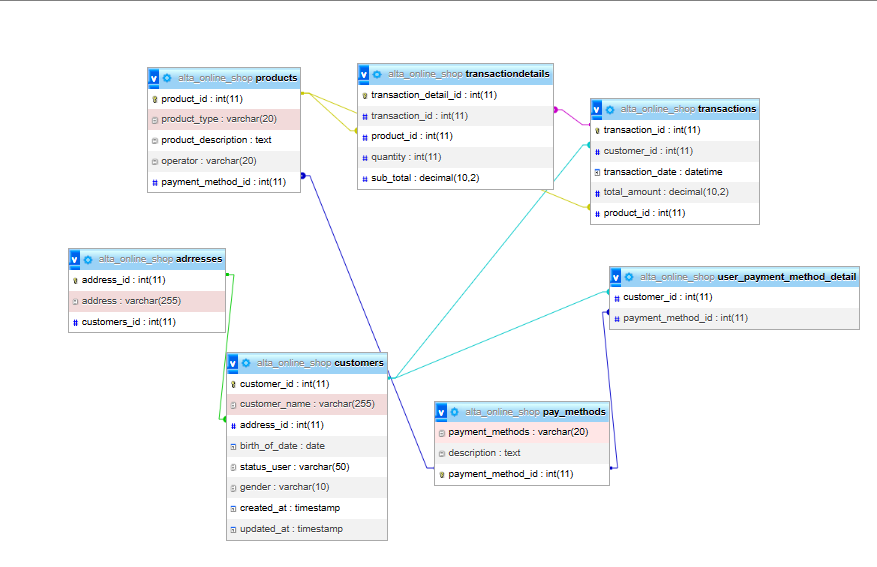 alta_online_shop products
product_id : int(11)
product_type : varchar(20)
product_description : text
operator : varchar(20)
payment_method_id : int(11)
alta_online_shop transactiondetails
transaction_detail_id : int(11)
transaction_id : int(11)
product_id : int(11)
quantity : int(11)
sub_total : decimal(10,2)
alta_online_shop transactions
transaction_id : int(11)
customer_id : int(11)
transaction_date : datetime
total_amount : decimal(10,2)
product_id : int(11)
alta_online_shop adrresses
address_id : int(11)
address : varchar(255)
customers_id : int(11)
alta_online_shop user_payment_method_detail
customer_id : int(11)
payment_method_id : int(11)
alta_online_shop customers
customer_id : int(11)
customer_name : varchar(255)
address_id : int(11)
birth_of_date : date
status_user : varchar(50)
gender : varchar(10)
created_at : timestamp
updated_at : timestamp
alta_online_shop pay_methods
payment_methods : varchar(20)
description : text
payment_method_id : int(11)